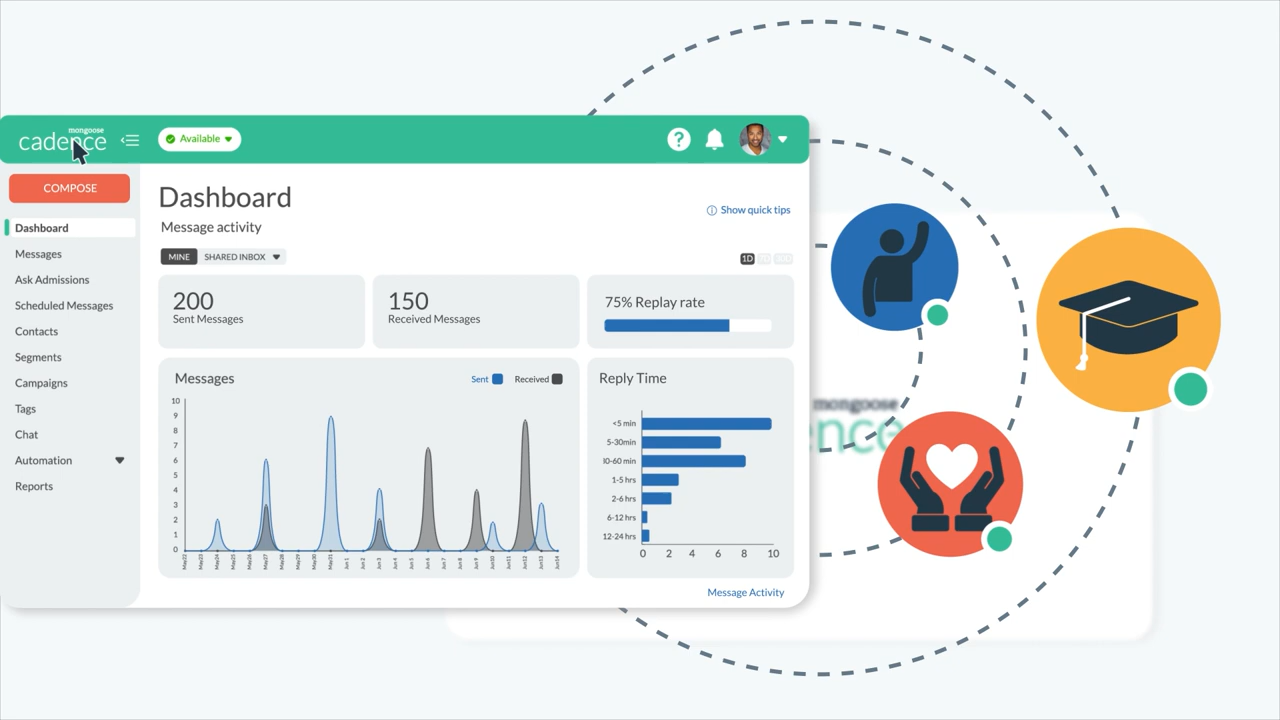 mongoose
cadence
Available
?
COMPOSE
Dashboard
Messages
Ask Admissions
Scheduled Messages
Contacts
Segments
Campaigns
Tags
Chat
Automation
Reports
Dashboard
Show quick tips
Message activity
MINE
SHARED INBOX
1D
200
Sent Messages
150
Received Messages
75% Replay rate
Messages
Sent
Received
10
9
8
7
6
5
4
3
2
1
0
Reply Time
<5 min
5-30min
l0-60 min
1-5 hrs
2-6 hrs
6-12 hrs
12-24 hrs
0 2 4 6 8 10
Message Activity
mongoose
ence